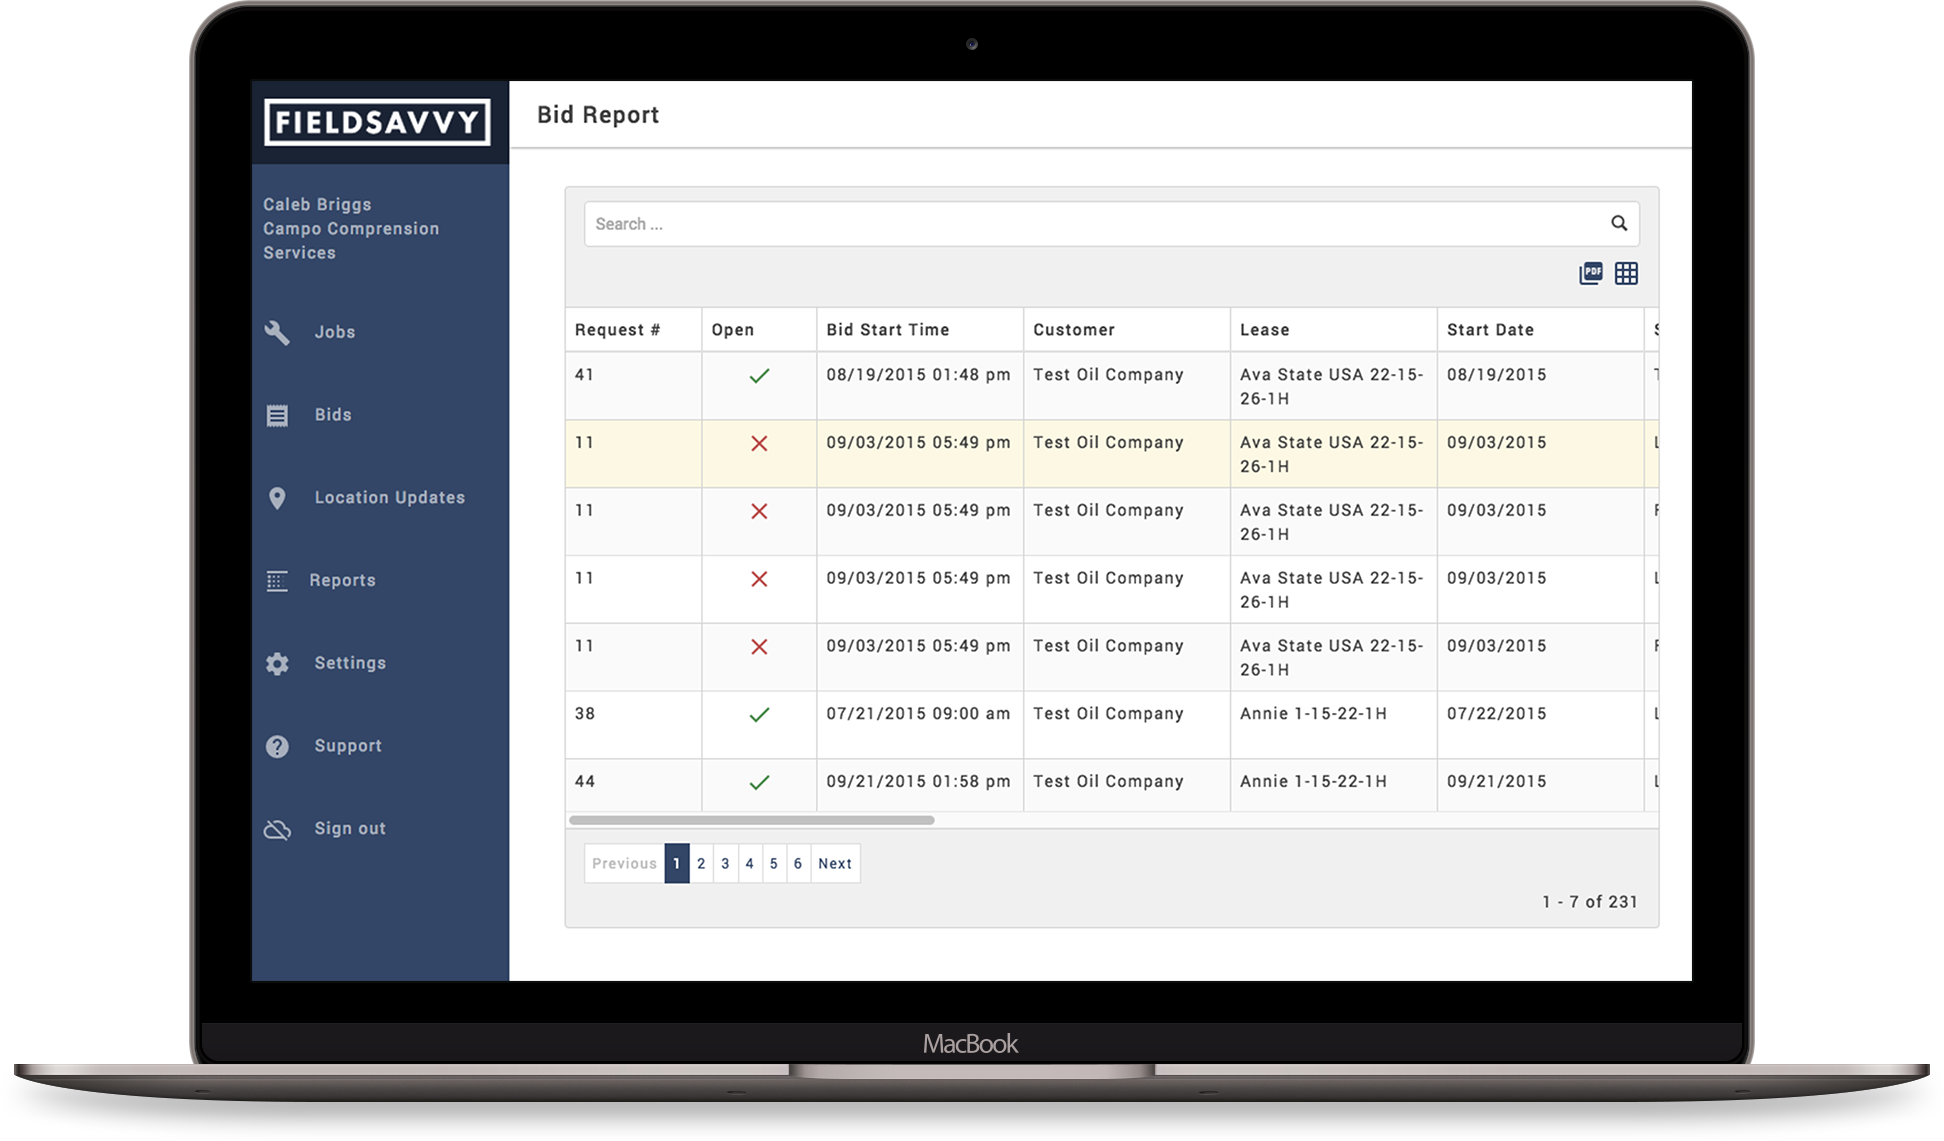 FIELDSAVVY
Bid Report
Caleb Briggs
Campo Comprension
Services
Jobs
Bids
Location Updates
Reports
Settings
Support
Sign out
Search ...
PDF
Request # Open Bid Start Time Customer Lease Start Date
41 08/19/2015 01:48 pm Test Oil Company Ava State USA 22-15- 08/19/2015
26-1H
11 09/03/2015 05:49 pm Test Oil Company Ava State USA 22-15- 09/03/2015
26-1H
11 09/03/2015 05:49 pm Test Oil Company Ava State USA 22-15- 09/03/2015
26-1H
11 09/03/2015 05:49 pm Test Oil Company Ava State USA 22-15- 09/03/2015
26-1H
11 09/03/2015 05:49 pm Test Oil Company Ava State USA 22-15- 09/03/2015
26-1H
38 07/21/2015 09:00 am Test Oil Company Annie 1-15-22-1H 07/22/2015
44 09/21/2015 01:58 pm Test Oil Company Annie 1-15-22-1H 09/21/2015
Previous 1 2 3 4 5 6 Next
1 - 7 of 231
MacBook